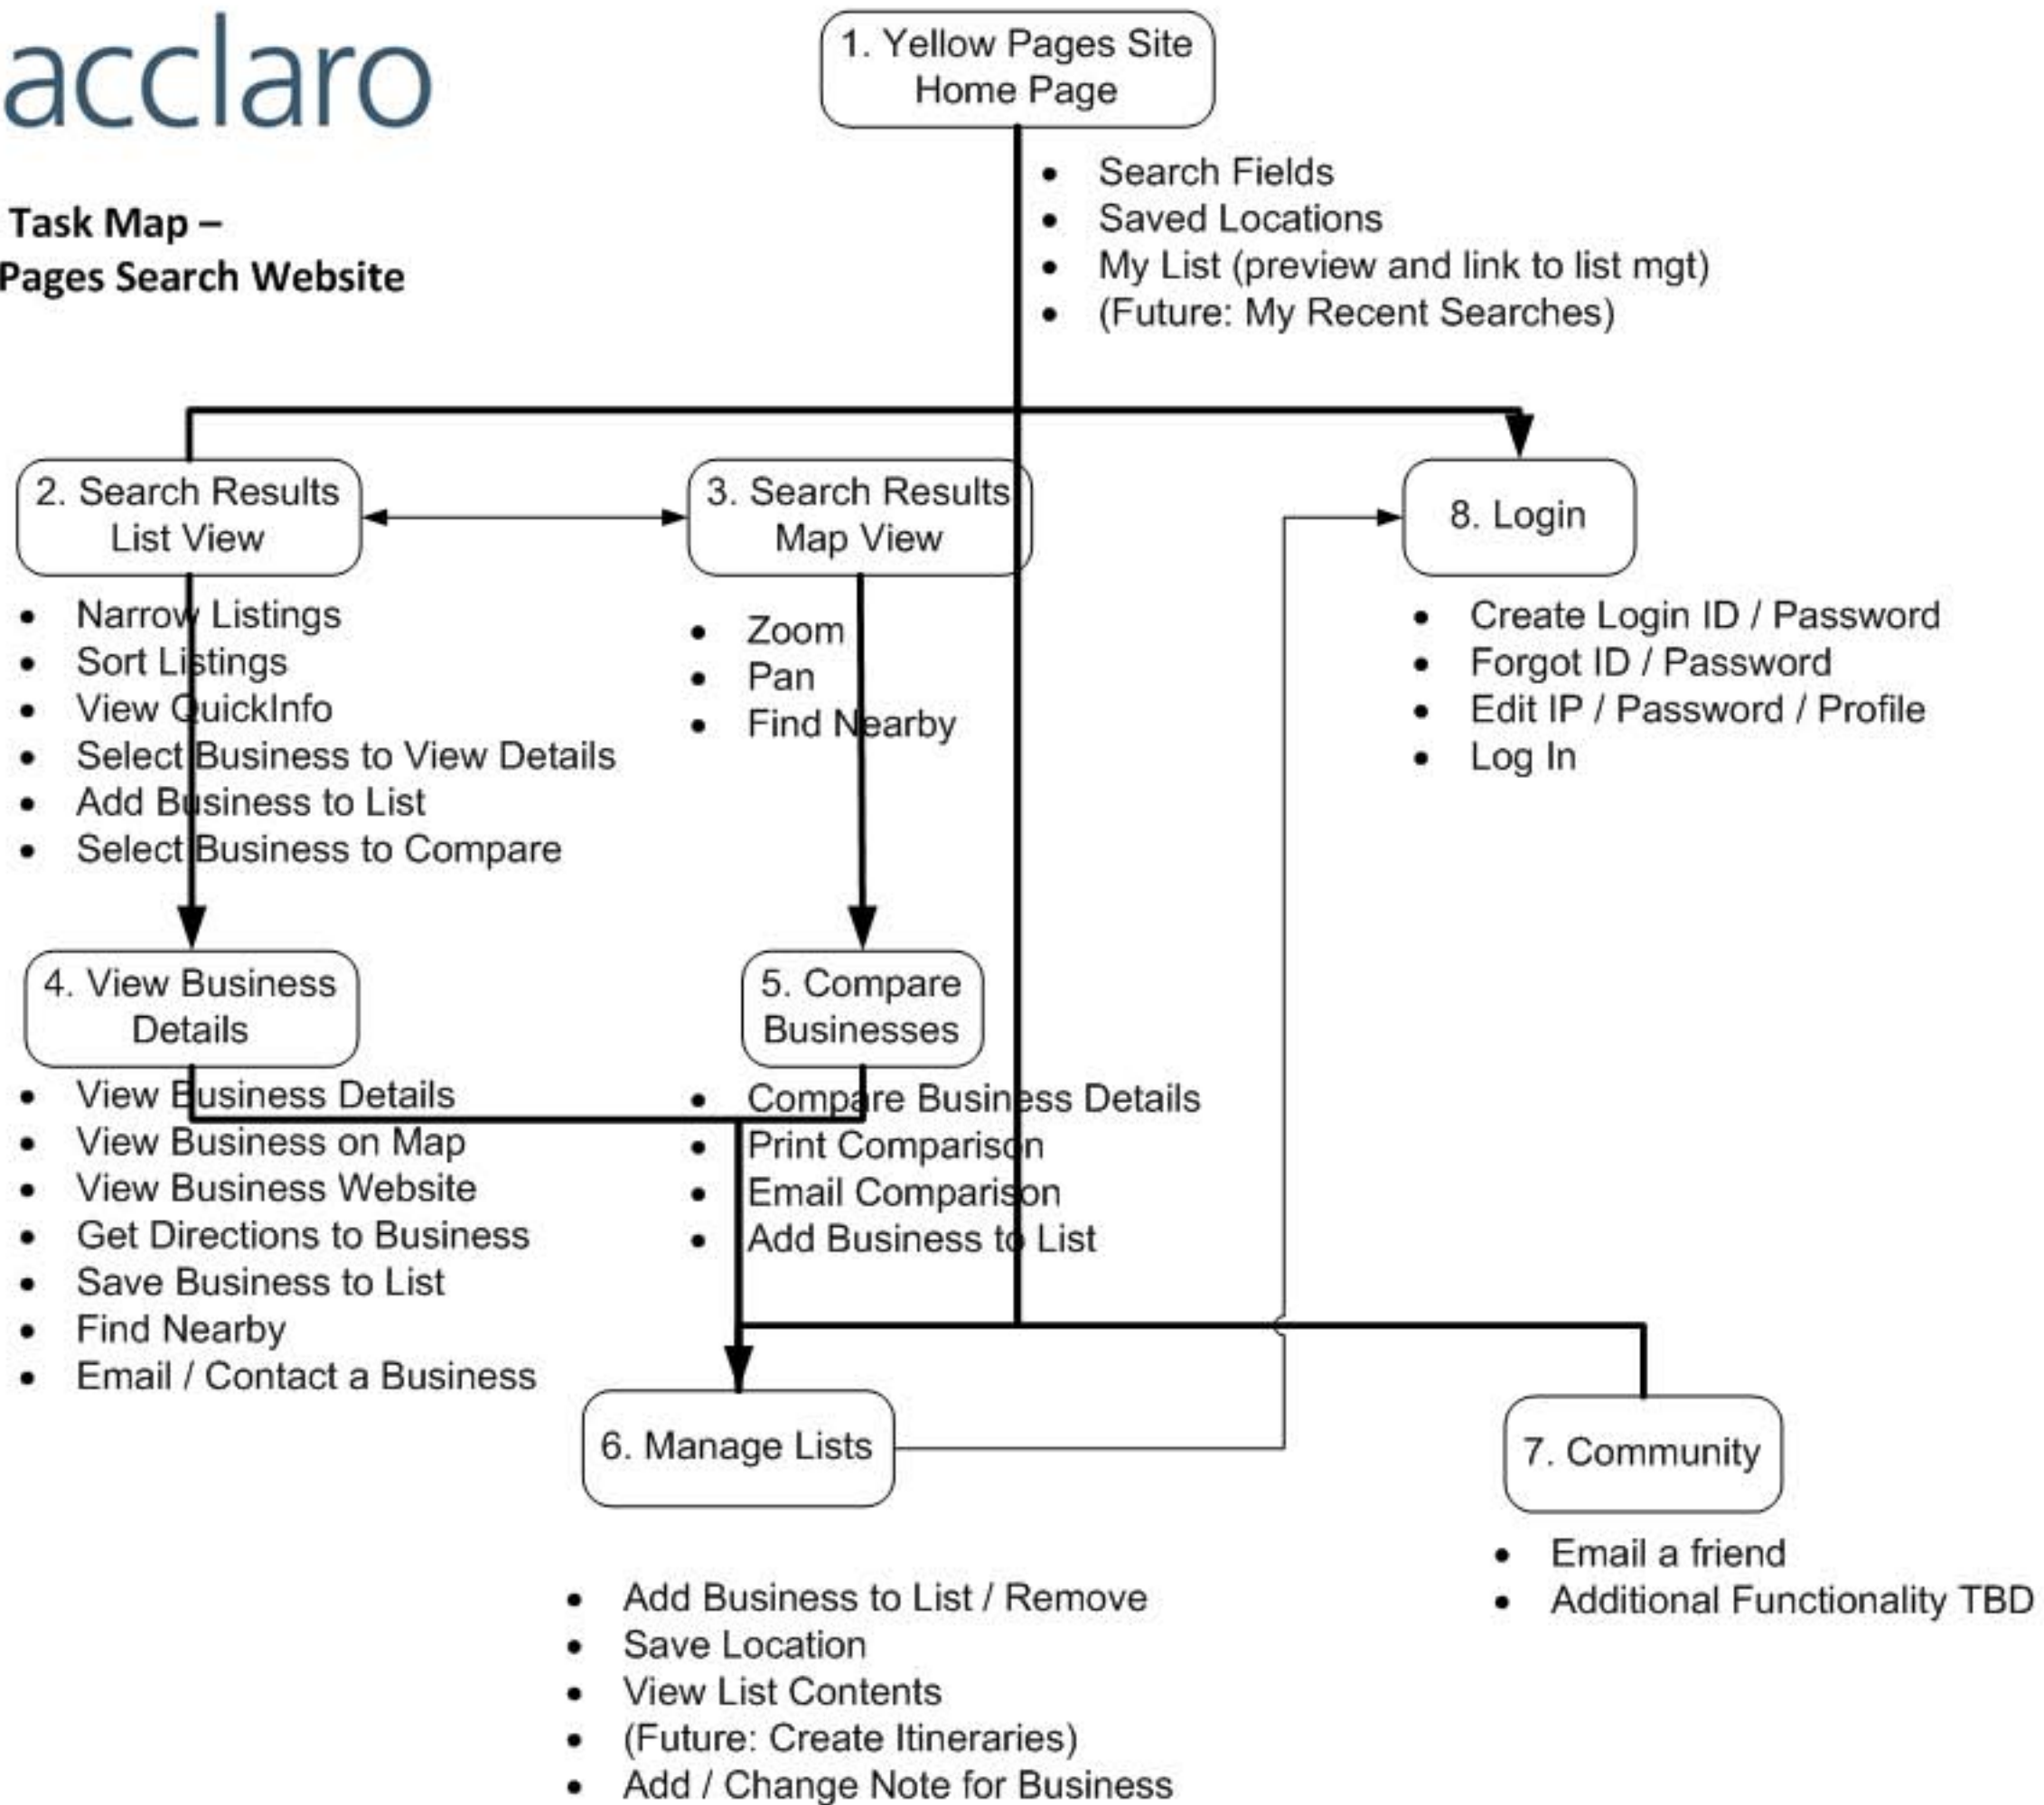 acclaro
Task Map –
Pages Search Website
1. Yellow Pages Site
Home Page
• Search Fields
• Saved Locations
• My List (preview and link to list mgt)
• (Future: My Recent Searches)
2. Search Results
List View
• Narrow Listings
• Sort Listings
• View QuickInfo
• Select Business to View Details
• Add Business to List
• Select Business to Compare
3. Search Results
Map View
• Zoom
• Pan
• Find Nearby
8. Login
• Create Login ID / Password
• Forgot ID / Password
• Edit IP / Password / Profile
• Log In
4. View Business
Details
• View Business Details
• View Business on Map
• View Business Website
• Get Directions to Business
• Save Business to List
• Find Nearby
• Email / Contact a Business
5. Compare
Businesses
• Compare Business Details
• Print Comparison
• Email Comparison
• Add Business to List
6. Manage Lists
• Add Business to List / Remove
• Save Location
• View List Contents
• (Future: Create Itineraries)
• Add / Change Note for Business
7. Community
• Email a friend
• Additional Functionality TBD